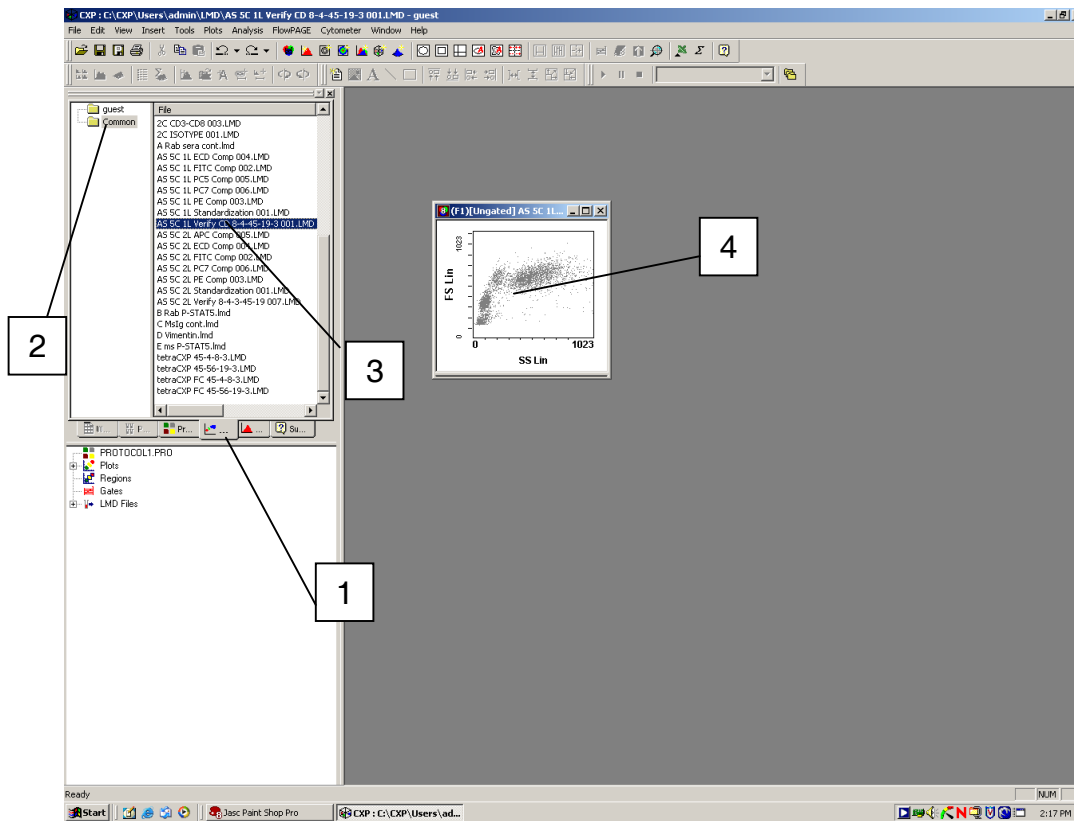 CXP : C:\CXP\Users\admin\LMD\AS 5C 1L Verify CD 8-4-45-19-3 001.LMD - guest
File Edit View Insert Tools Plots Analysis FlowPAGE Cytometer Window Help
guest
Common
File
2C CD3-CD8 003.LMD
2C ISOTYPE 001.LMD
A Rab sera cont.lmd
AS 5C 1L ECD Comp 004.LMD
AS 5C 1L FITC Comp 002.LMD
AS 5C 1L PC5 Comp 005.LMD
AS 5C 1L PC7 Comp 006.LMD
AS 5C 1L PE Comp 003.LMD
AS 5C 1L Standardization 001.LMD
AS 5C 1L Verify CD 8-4-45-19-3 001.LMD
AS 5C 2L APC Comp 005.LMD
AS 5C 2L ECD Comp 004.LMD
AS 5C 2L FITC Comp 002.LMD
AS 5C 2L PC7 Comp 006.LMD
AS 5C 2L PE Comp 003.LMD
AS 5C 2L Standardization 001.LMD
AS 5C 2L Verify 8-4-3-45-19 007.LMD
B Rab P-STAT5.lmd
C MsIg cont.lmd
D Vimentin.lmd
E ms P-STAT5.lmd
tetraCXP 45-4-8-3.LMD
tetraCXP 45-56-19-3.LMD
tetraCXP FC 45-4-8-3.LMD
tetraCXP FC 45-56-19-3.LMD
P... Pr... ... ... Su...
PROTOCOL1.PRO
Plots
Regions
Gates
LMD Files
(F1)[Ungated] AS 5C 1L...
1023
FS Lin
0
0 1023
SS Lin
1
2
3
4
Ready
NUM
Start
Jasc Paint Shop Pro
CXP : C:\CXP\Users\ad...
2:17 PM